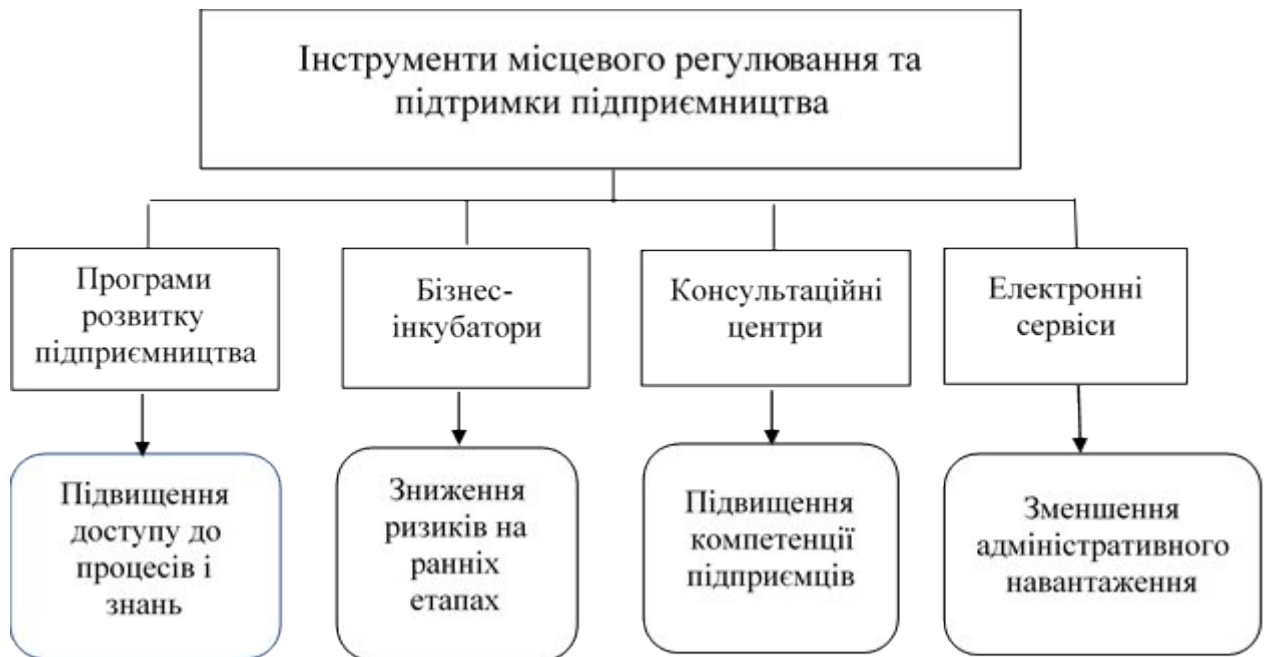 Інструменти місцевого регулювання та
підтримки підприємництва
Програми
розвитку
підприємництва
Бізнес-
інкубатори
Консультаційні
центри
Електронні
сервіси
Підвищення
доступу до
процесів і
знань
Зниження
ризиків на
ранніх
етапах
Підвищення
компетенції
підприємців
Зменшення
адміністративного
навантаження